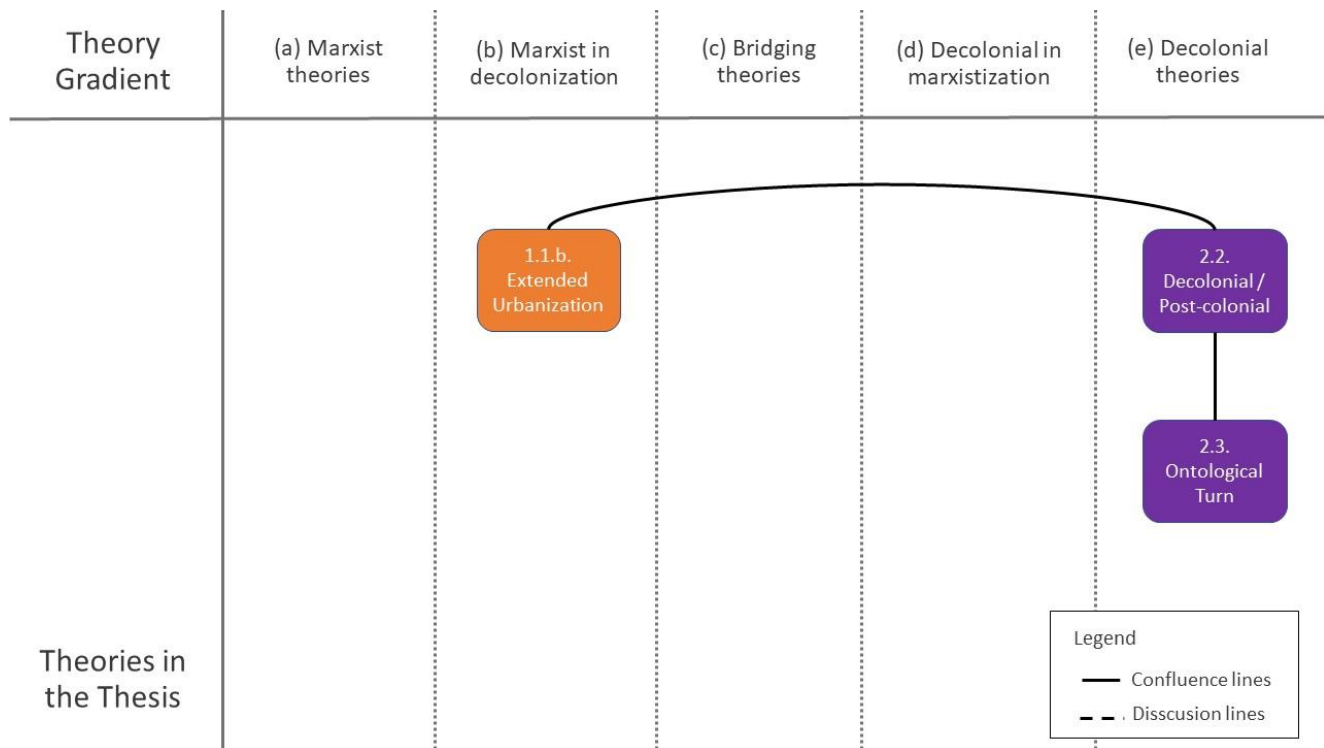 Theory
Gradient
(a) Marxist
theories
(b) Marxist in
decolonization
(c) Bridging
theories
(d) Decolonial in
marxistization
(e) Decolonial
theories
1.1.b.
Extended
Urbanization
2.2.
Decolonial /
Post-colonial
2.3.
Ontological
Turn
Theories in
the Thesis
Legend
Confluence lines
Disscusion lines